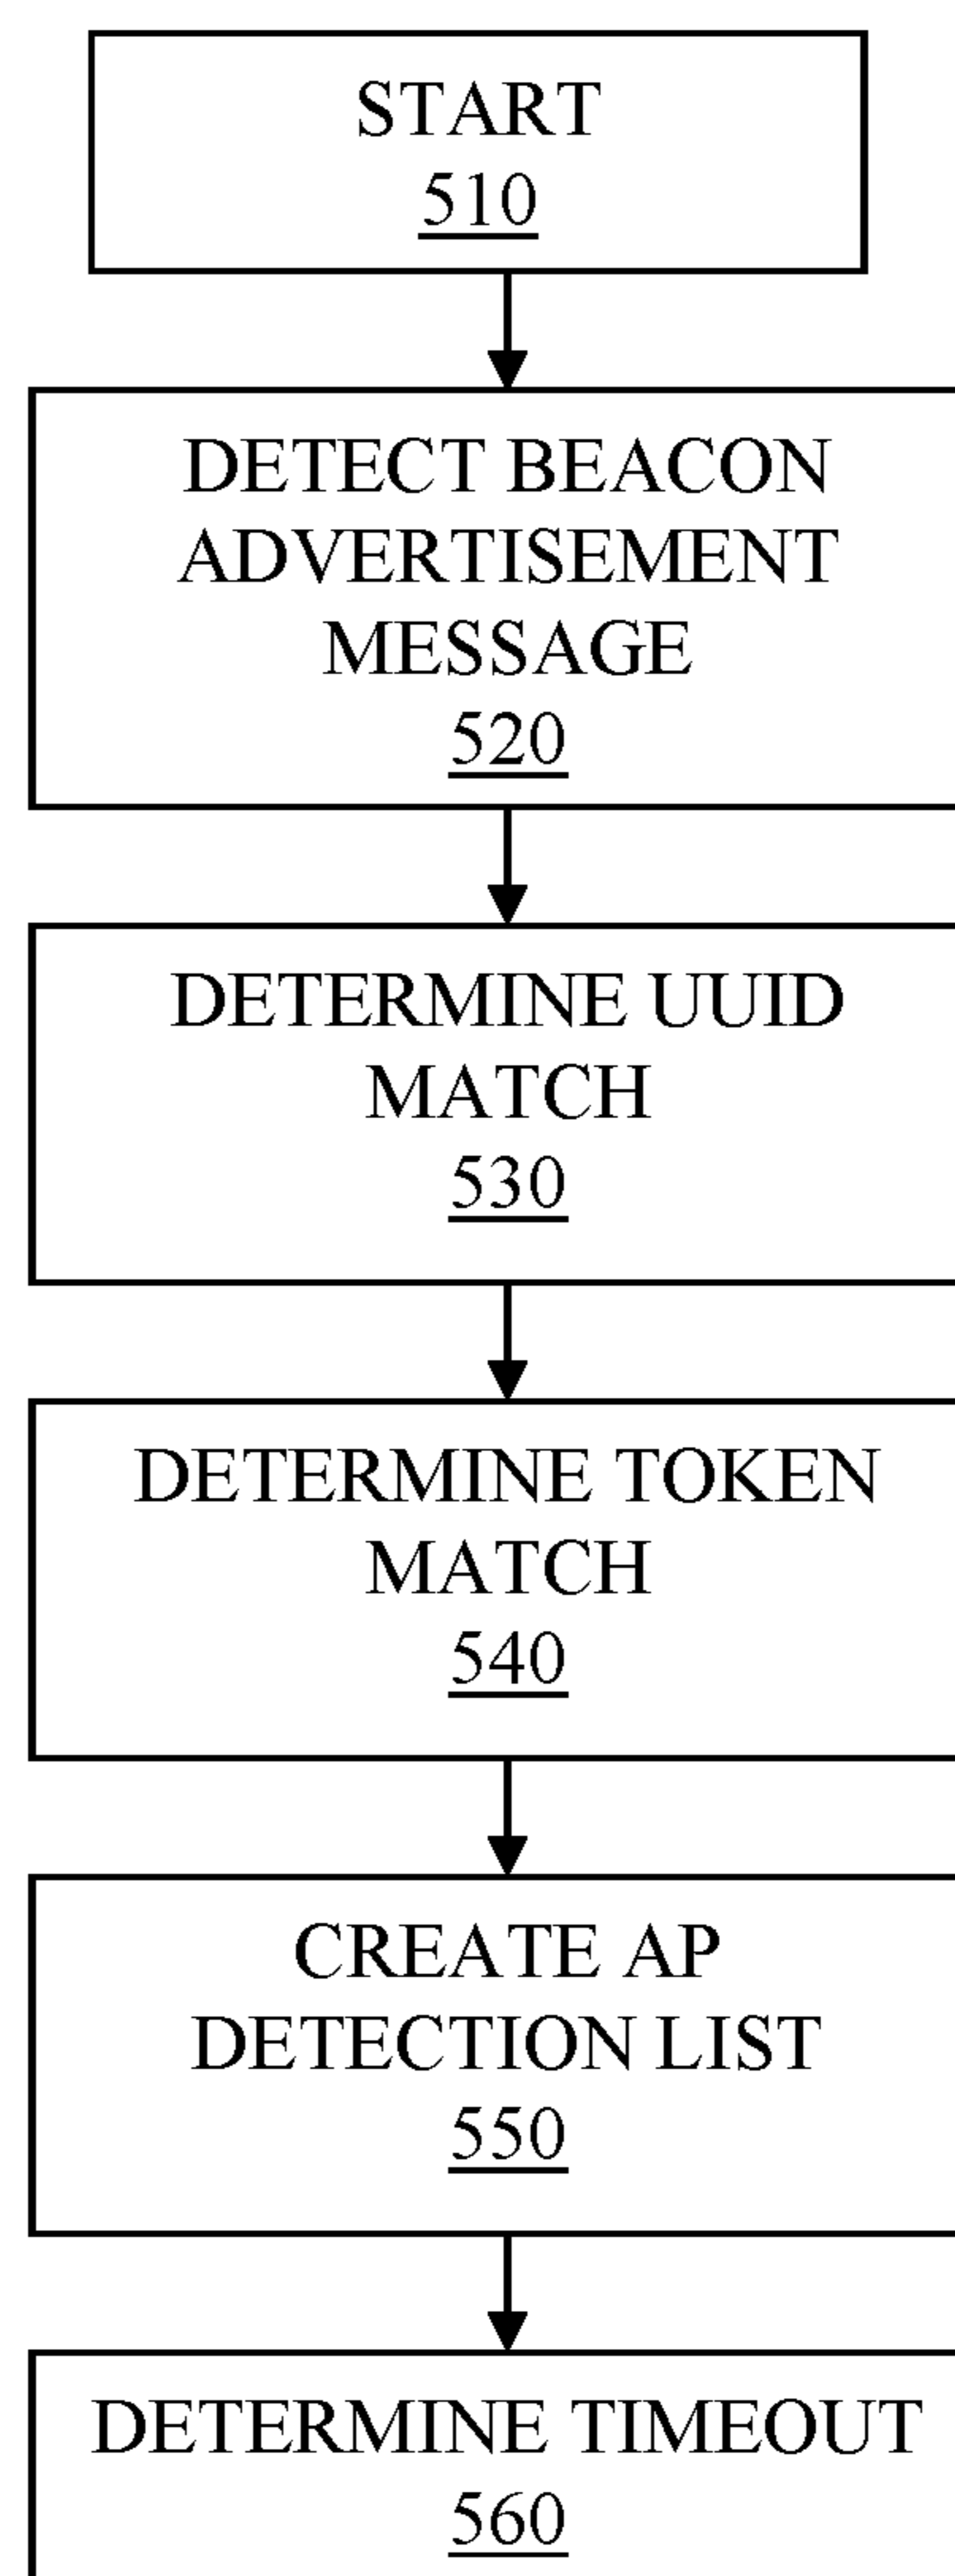 START
510
DETECT BEACON
ADVERTISEMENT
MESSAGE
520
DETERMINE UUID
MATCH
530
DETERMINE TOKEN
MATCH
540
CREATE AP
DETECTION LIST
550
DETERMINE TIMEOUT
560